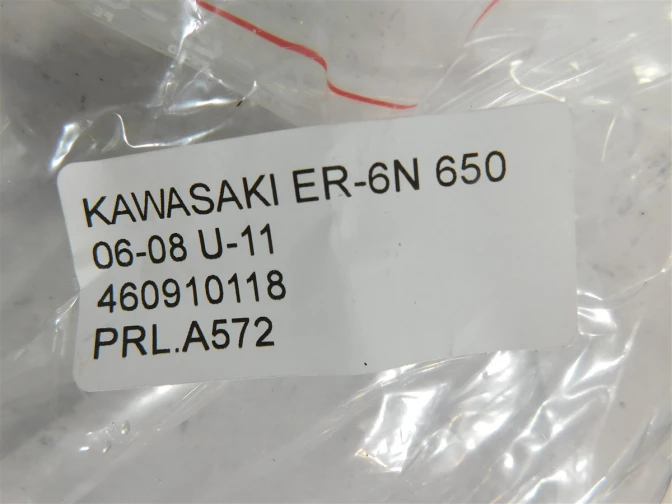 KAWASAKI ER-6N 650
06-08 U-11
460910118
PRL.A572